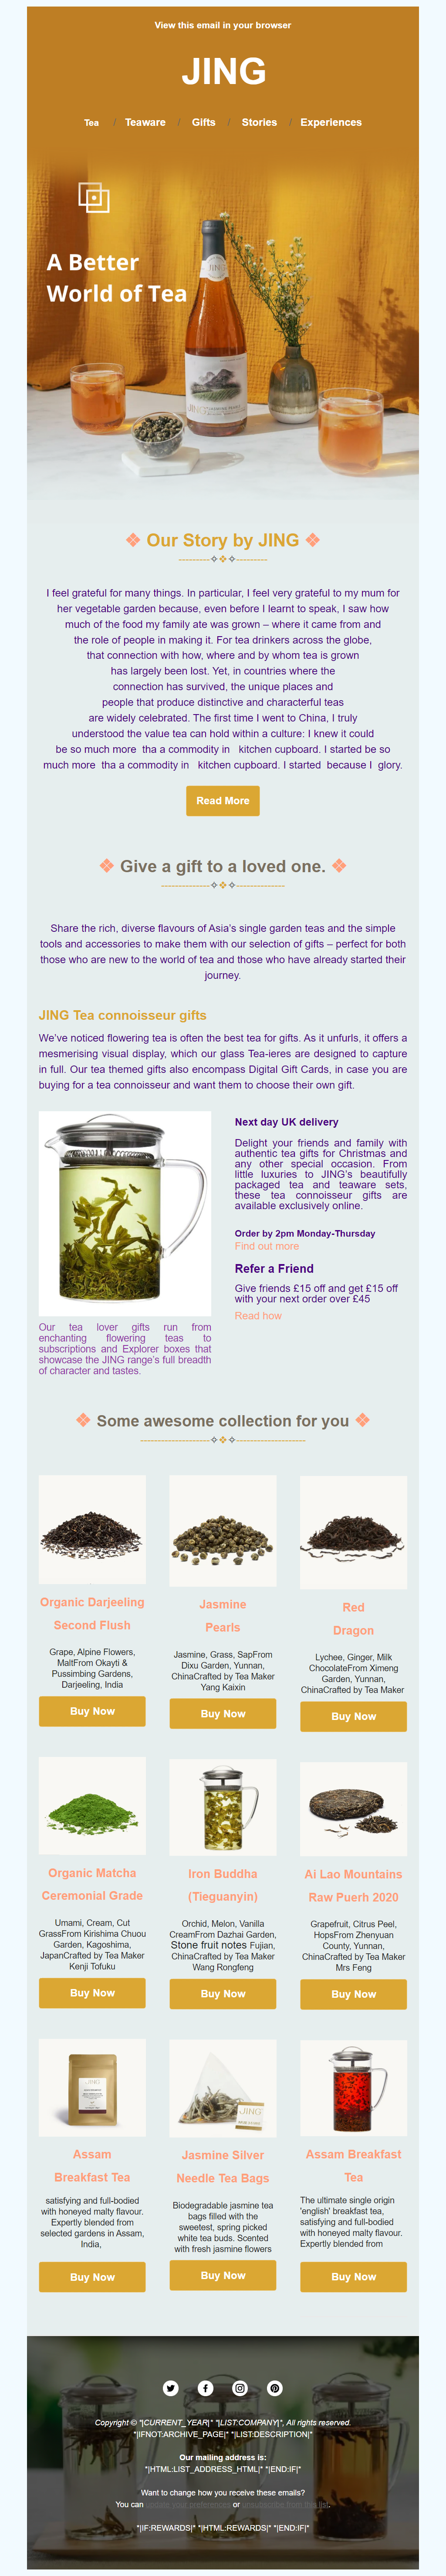 View this email in your browser
JING
Tea / Teaware / Gifts / Stories / Experiences
A Better
World of Tea
❖ Our Story by JING ❖
I feel grateful for many things. In particular, I feel very grateful to my mum for
her vegetable garden because, even before I learnt to speak, I saw how
much of the food my family ate was grown – where it came from and
the role of people in making it. For tea drinkers across the globe,
that connection with how, where and by whom tea is grown
has largely been lost. Yet, in countries where the
connection has survived, the unique places and
people that produce distinctive and characterful teas
are widely celebrated. The first time I went to China, I truly
understood the value tea can hold within a culture: I knew it could
be so much more tha a commodity in kitchen cupboard. I started be so
much more tha a commodity in kitchen cupboard. I started because I glory.
Read More
❖ Give a gift to a loved one. ❖
Share the rich, diverse flavours of Asia's single garden teas and the simple
tools and accessories to make them with our selection of gifts – perfect for both
those who are new to the world of tea and those who have already started their
journey.
JING Tea connoisseur gifts
We've noticed flowering tea is often the best tea for gifts. As it unfurls, it offers a
mesmerising visual display, which our glass Tea-ieres are designed to capture
in full. Our tea themed gifts also encompass Digital Gift Cards, in case you are
buying for a tea connoisseur and want them to choose their own gift.
Our tea lover gifts run from
enchanting flowering teas to
subscriptions and Explorer boxes that
showcase the JING range's full breadth
of character and tastes.
Next day UK delivery
Delight your friends and family with
authentic tea gifts for Christmas and
any other special occasion. From
little luxuries to JING's beautifully
packaged tea and teaware sets,
these tea connoisseur gifts are
available exclusively online.
Order by 2pm Monday-Thursday
Find out more
Refer a Friend
Give friends £15 off and get £15 off
with your next order over £45
Read how
❖ Some awesome collection for you ❖
Organic Darjeeling
Second Flush
Grape, Alpine Flowers,
MaltFrom Okayti &
Pussimbing Gardens,
Darjeeling, India
Buy Now
Jasmine
Pearls
Jasmine, Grass, SapFrom
Dixu Garden, Yunnan,
ChinaCrafted by Tea Maker
Yang Kaixin
Buy Now
Red
Dragon
Lychee, Ginger, Milk
ChocolateFrom Ximeng
Garden, Yunnan,
ChinaCrafted by Tea Maker
Buy Now
Organic Matcha
Ceremonial Grade
Umami, Cream, Cut
GrassFrom Kirishima Chuou
Garden, Kagoshima,
JapanCrafted by Tea Maker
Kenji Tofuku
Buy Now
Iron Buddha
(Tieguanyin)
Orchid, Melon, Vanilla
CreamFrom Dazhai Garden,
Stone fruit notes Fujian,
ChinaCrafted by Tea Maker
Wang Rongfeng
Buy Now
Ai Lao Mountains
Raw Puerh 2020
Grapefruit, Citrus Peel,
HopsFrom Zhenyuan
County, Yunnan,
ChinaCrafted by Tea Maker
Mrs Feng
Buy Now
JING
Assam
Breakfast Tea
satisfying and full-bodied
with honeyed malty flavour.
Expertly blended from
selected gardens in Assam,
India,
Buy Now
JING
Jasmine Silver
Needle Tea Bags
Biodegradable jasmine tea
bags filled with the
sweetest, spring picked
white tea buds. Scented
with fresh jasmine flowers
Buy Now
Assam Breakfast
Tea
The ultimate single origin
'english' breakfast tea,
satisfying and full-bodied
with honeyed malty flavour.
Expertly blended from
Buy Now
Copyright © *|CURRENT_YEAR|* *|LIST:COMPANY|*, All rights reserved.
*|IFNOT:ARCHIVE_PAGE|* *|LIST:DESCRIPTION|*
Our mailing address is:
*|HTML:LIST_ADDRESS_HTML|* *|END:IF|*
Want to change how you receive these emails?
You can update your preferences or unsubscribe from this list.
*|IF:REWARDS|* *|HTML:REWARDS|* *|END:IF|*